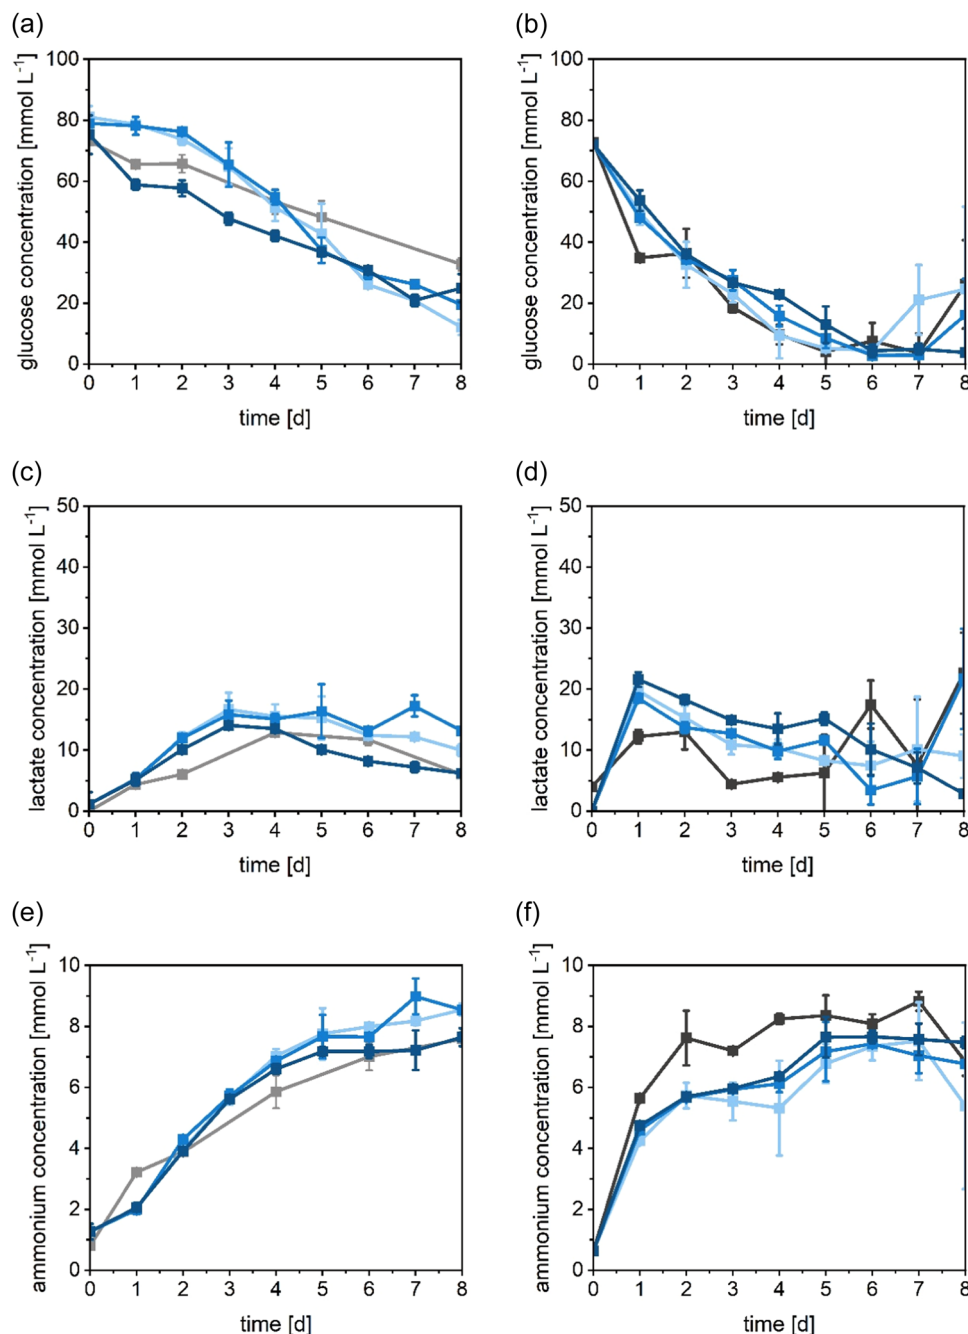 (a)
(b)
glucose concentration [mmol L⁻¹]
100
80
60
40
20
0
0 1 2 3 4 5 6 7 8
time [d]
glucose concentration [mmol L⁻¹]
100
80
60
40
20
0
0 1 2 3 4 5 6 7 8
time [d]
(c)
(d)
lactate concentration [mmol L⁻¹]
50
40
30
20
10
0
0 1 2 3 4 5 6 7 8
time [d]
lactate concentration [mmol L⁻¹]
50
40
30
20
10
0
0 1 2 3 4 5 6 7 8
time [d]
(e)
(f)
ammonium concentration [mmol L⁻¹]
10
8
6
4
2
0
0 1 2 3 4 5 6 7 8
time [d]
ammonium concentration [mmol L⁻¹]
10
8
6
4
2
0
0 1 2 3 4 5 6 7 8
time [d]